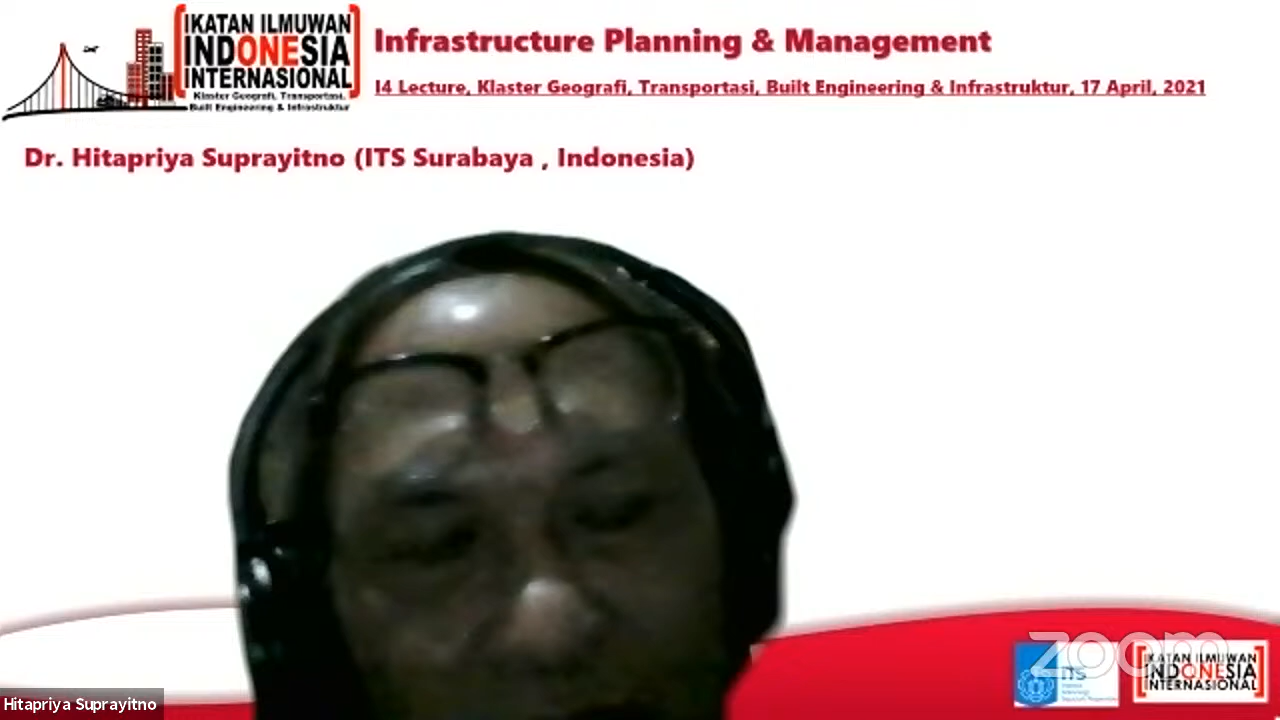 IKATAN ILMUWAN
INDONESIA
INTERNASIONAL
Klaster Geografi, Transportasi,
Built Engineering & Infrastruktur
Infrastructure Planning & Management
I4 Lecture, Klaster Geografi, Transportasi, Built Engineering & Infrastruktur, 17 April, 2021
Dr. Hitapriya Suprayitno (ITS Surabaya , Indonesia)
zoom
ITS
IKATAN ILMUWAN
INDONESIA
INTERNASIONAL
Hitapriya Suprayitno